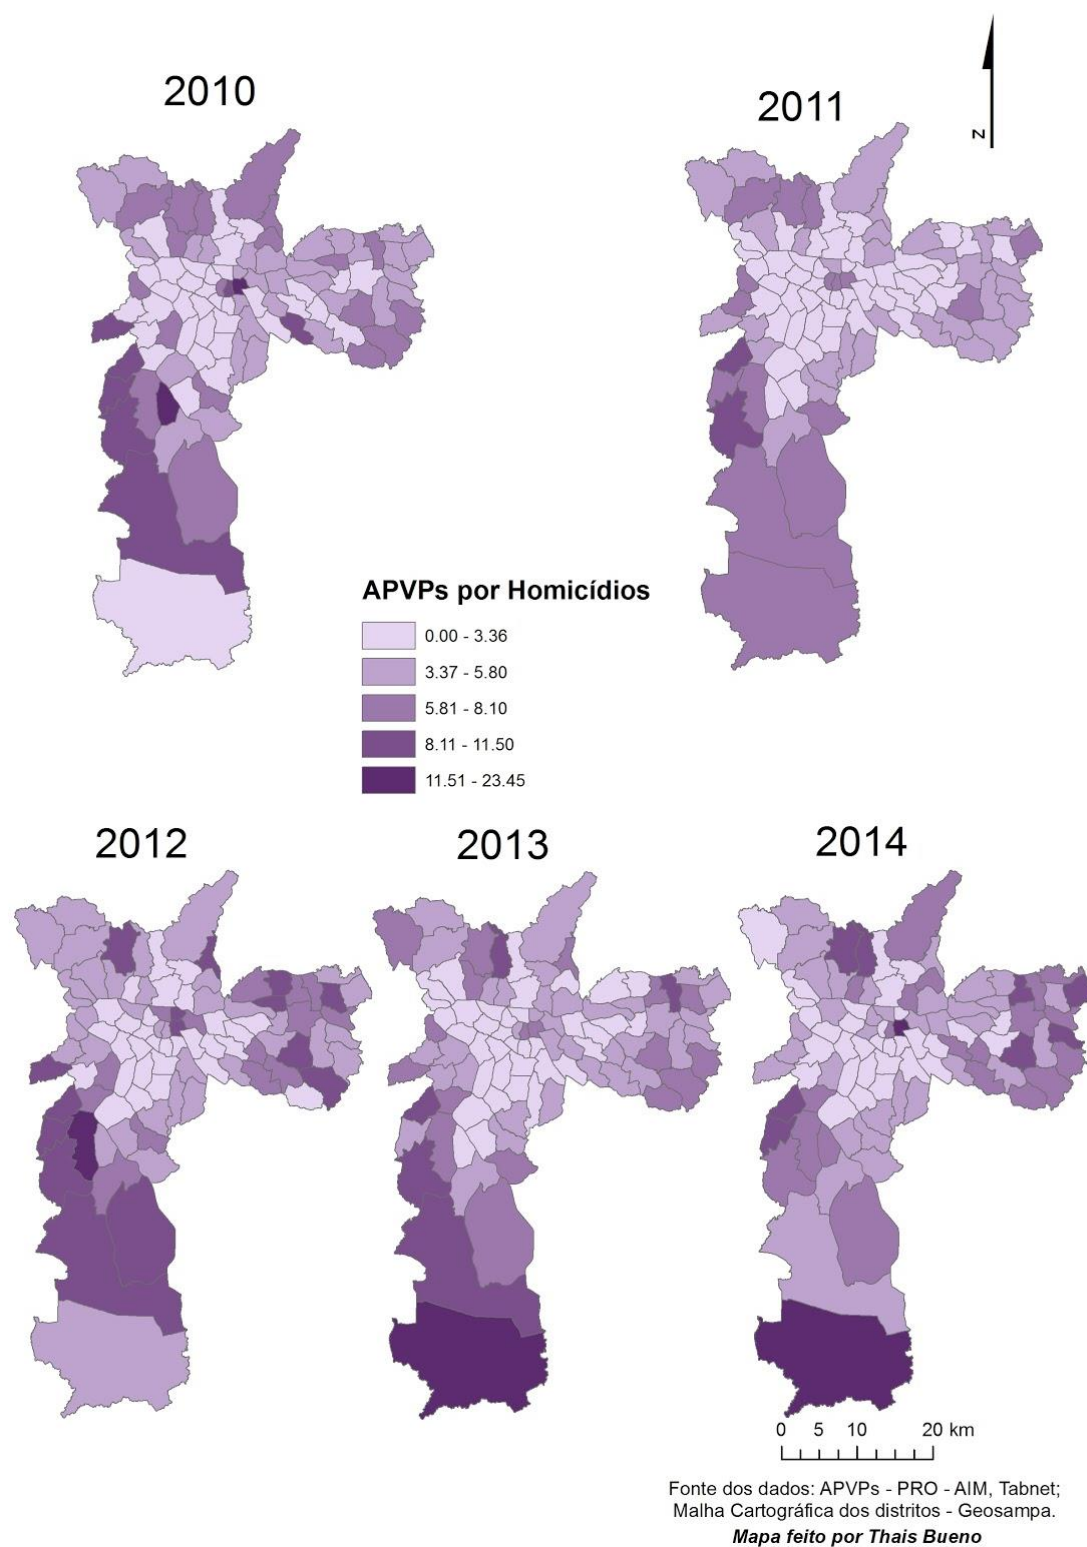 2010
2011
N
APVPs por Homicídios
0.00 - 3.36
3.37 - 5.80
5.81 - 8.10
8.11 - 11.50
11.51 - 23.45
2012
2013
2014
0 5 10 20 km
Fonte dos dados: APVPs - PRO - AIM, Tabnet;
Malha Cartográfica dos distritos - Geosampa.
Mapa feito por Thais Bueno